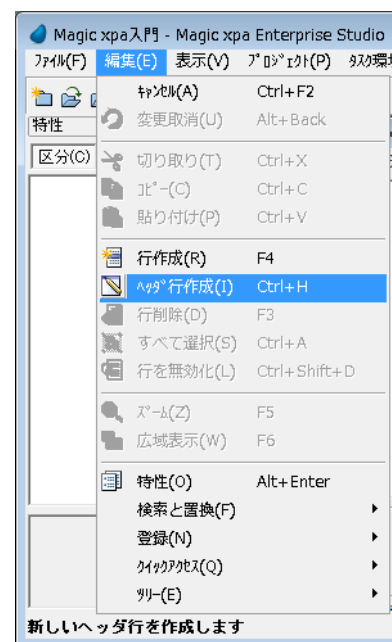 Magic xpa入門 - Magic xpa Enterprise Studio
ﾌｧｲﾙ(F) 編集(E) 表示(V) ﾌﾟﾛｼﾞｪｸﾄ(P) ﾀｽｸ環境
特性
区分(C)
ｷｬﾝｾﾙ(A) Ctrl+F2
変更取消(U) Alt+Back
切り取り(T) Ctrl+X
ｺﾋﾟｰ(C) Ctrl+C
貼り付け(P) Ctrl+V
行作成(R) F4
ﾍｯﾀﾞ行作成(I) Ctrl+H
行削除(D) F3
すべて選択(S) Ctrl+A
行を無効化(L) Ctrl+Shift+D
ｽﾞｰﾑ(Z) F5
広域表示(W) F6
特性(O) Alt+Enter
検索と置換(F)
登録(N)
ｸｲｯｸｱｸｾｽ(Q)
ﾂﾘｰ(E)
新しいヘッダ行を作成します